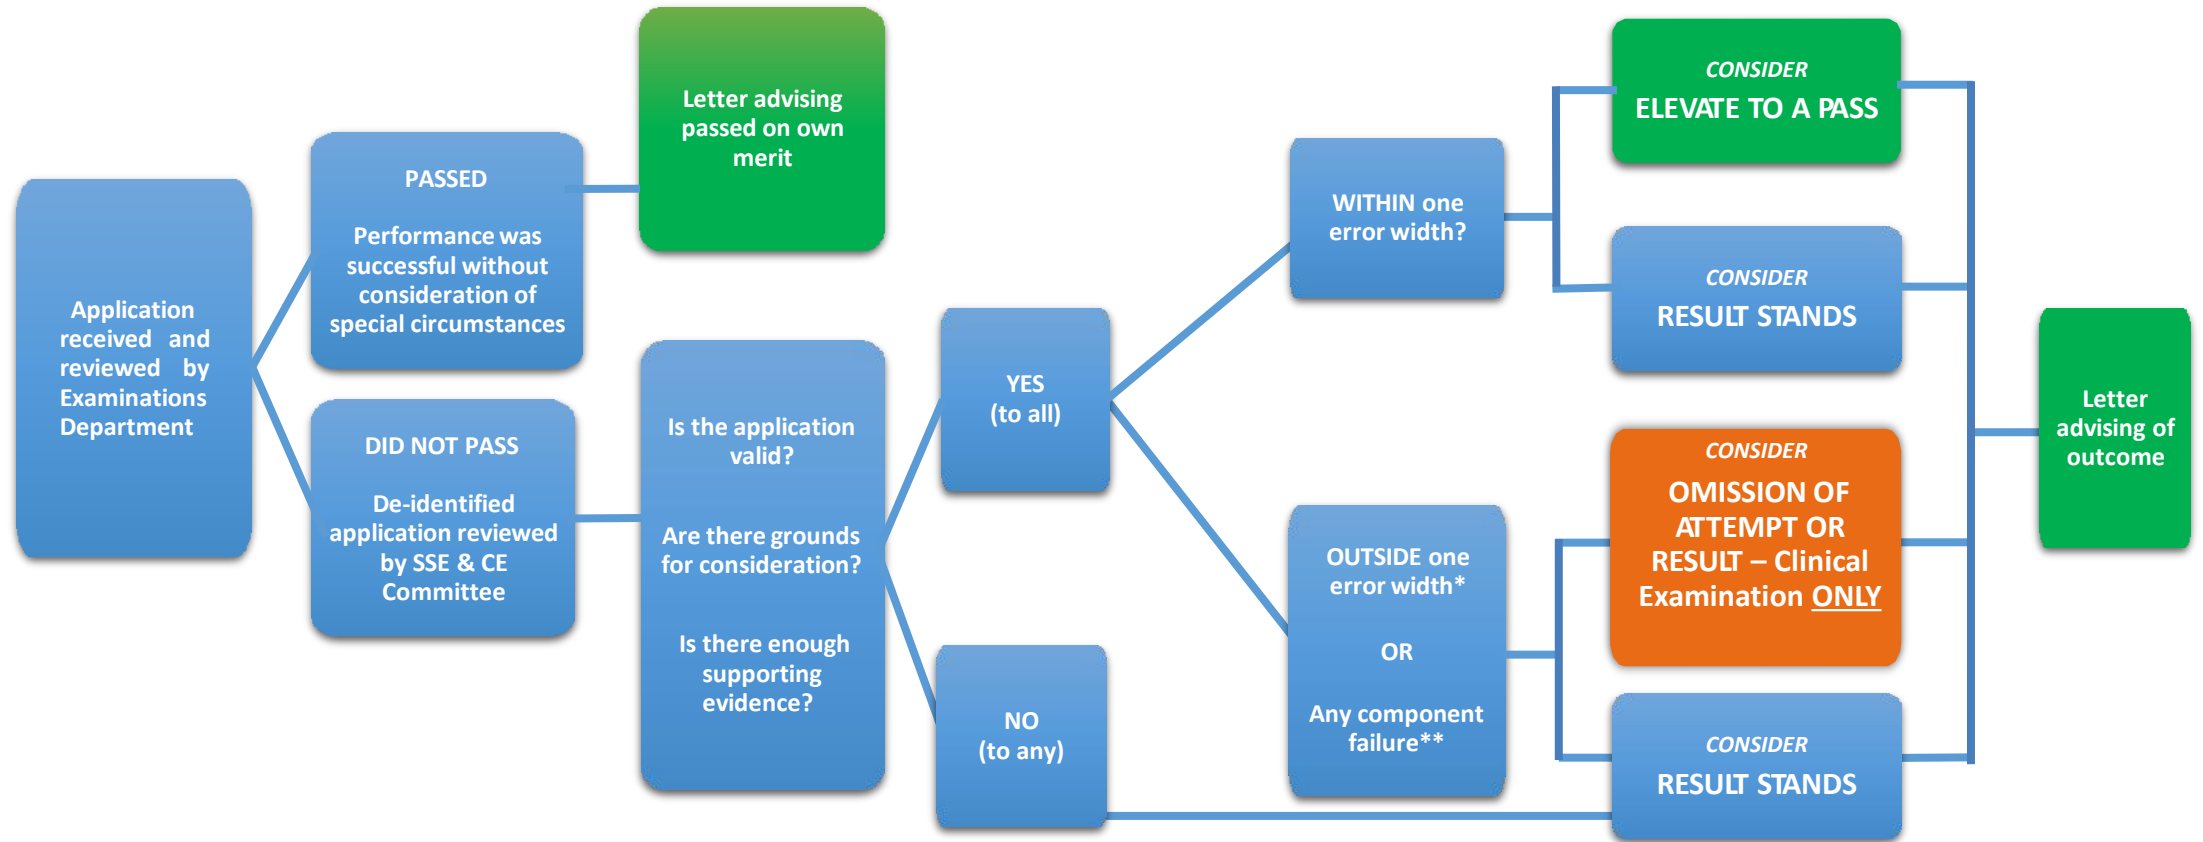 Application
received and
reviewed by
Examinations
Department
PASSED
Performance was
successful without
consideration of
special circumstances
Letter advising
passed on own
merit
DID NOT PASS
De-identified
application reviewed
by SSE & CE
Committee
Is the application
valid?
Are there grounds
for consideration?
Is there enough
supporting
evidence?
YES
(to all)
NO
(to any)
WITHIN one
error width?
OUTSIDE one
error width*
OR
Any component
failure**
CONSIDER
ELEVATE TO A PASS
CONSIDER
RESULT STANDS
CONSIDER
OMISSION OF
ATTEMPT OR
RESULT – Clinical
Examination ONLY
CONSIDER
RESULT STANDS
Letter
advising of
outcome